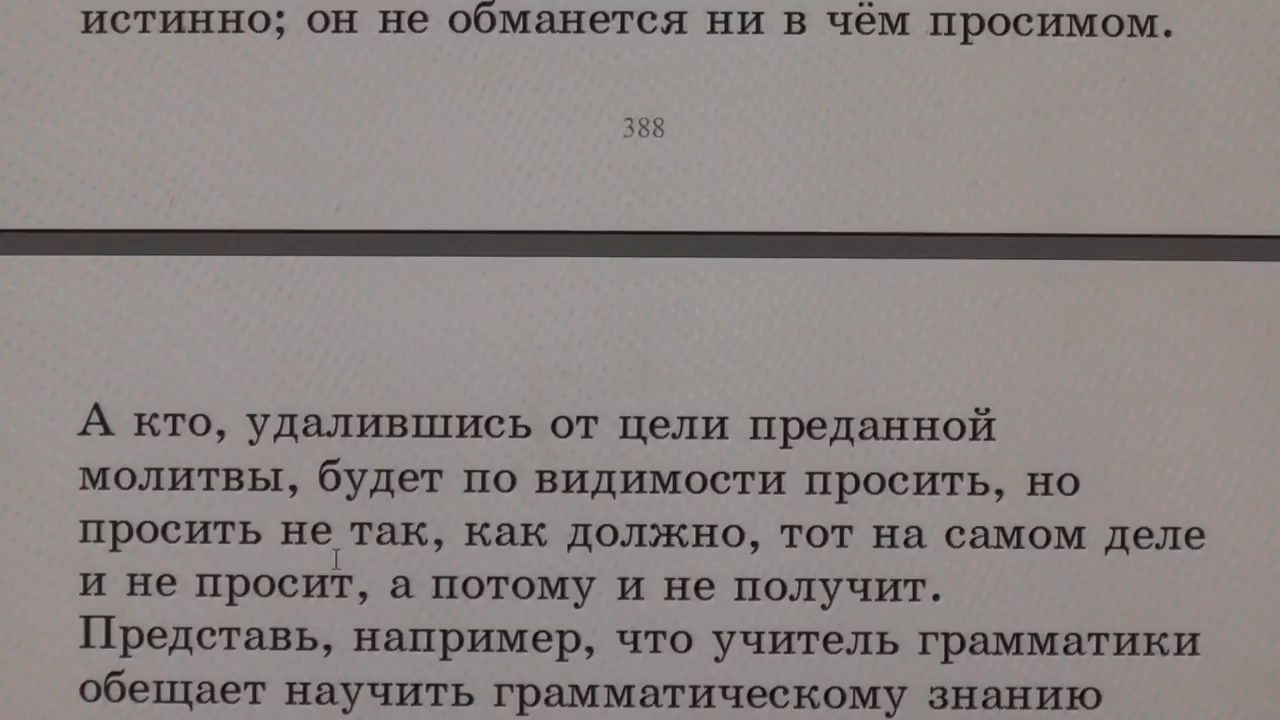 истинно; он не обманется ни в чём просимом.
388
А кто, удалившись от цели преданной
молитвы, будет по видимости просить, но
просить не так, как должно, тот на самом деле
и не просит, а потому и не получит.
Представь, например, что учитель грамматики
обещает научить грамматическому знанию